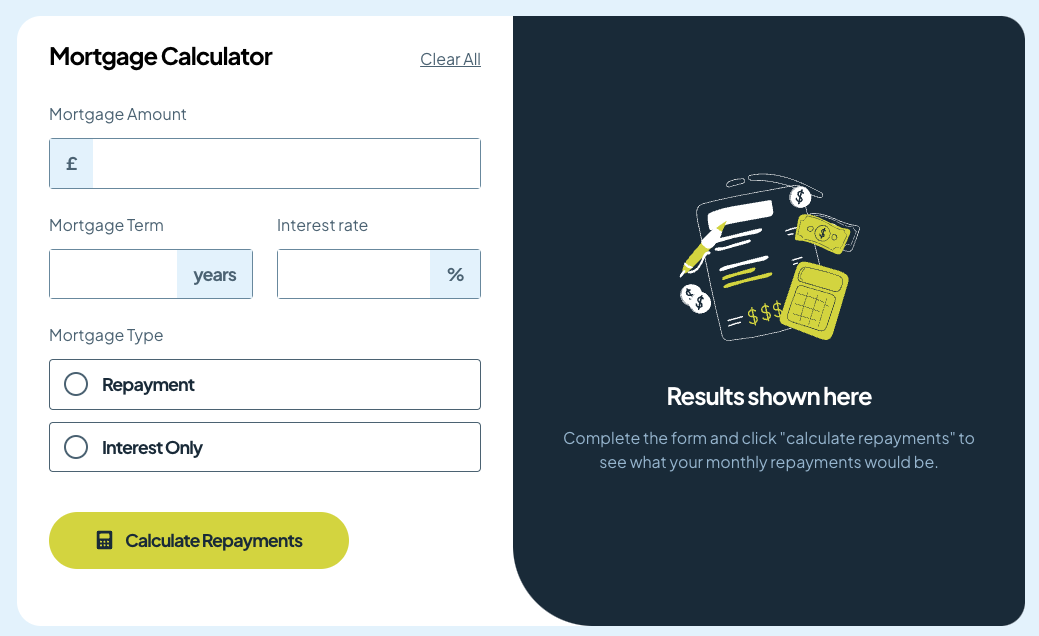 Mortgage Calculator
Clear All
Mortgage Amount
£
Mortgage Term
Interest rate
years
%
Mortgage Type
Repayment
Interest Only
Calculate Repayments
$
$
$
$
$$$
Results shown here
Complete the form and click "calculate repayments" to
see what your monthly repayments would be.